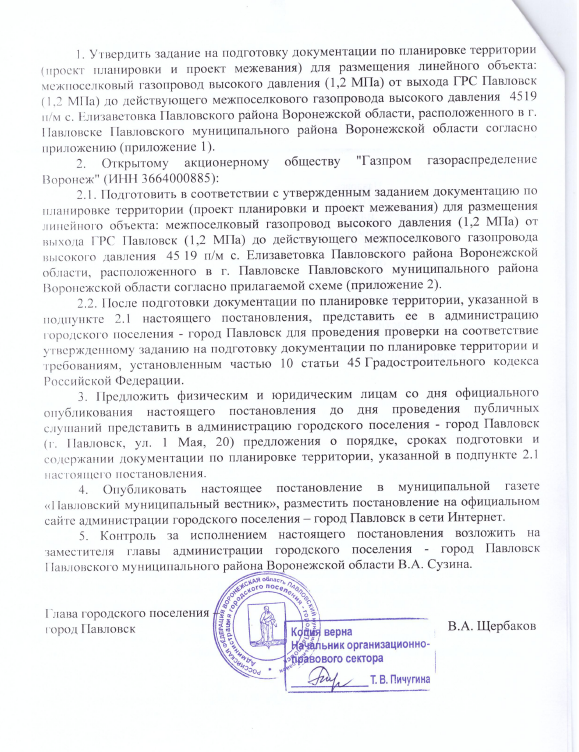 1. Утвердить задание на подготовку документации по планировке территории
(проект планировки и проект межевания) для размещения линейного объекта:
межпоселковый газопровод высокого давления (1,2 МПа) от выхода ГРС Павловск
(1,2 МПа) до действующего межпоселкового газопровода высокого давления 4519
п/м с. Елизаветовка Павловского района Воронежской области, расположенного в г.
Павловске Павловского муниципального района Воронежской области согласно
приложению (приложение 1).
2. Открытому акционерному обществу "Газпром газораспределение
Воронеж" (ИНН 3664000885):
2.1. Подготовить в соответствии с утвержденным заданием документацию по
планировке территории (проект планировки и проект межевания) для размещения
линейного объекта: межпоселковый газопровод высокого давления (1,2 МПа) от
выхода ГРС Павловск (1,2 МПа) до действующего межпоселкового газопровода
высокого давления 45 19 п/м с. Елизаветовка Павловского района Воронежской
области, расположенного в г. Павловске Павловского муниципального района
Воронежской области согласно прилагаемой схеме (приложение 2).
2.2. После подготовки документации по планировке территории, указанной в
подпункте 2.1 настоящего постановления, представить ее в администрацию
городского поселения - город Павловск для проведения проверки на соответствие
утвержденному заданию на подготовку документации по планировке территории и
требованиям, установленным частью 10 статьи 45 Градостроительного кодекса
Российской Федерации.
3. Предложить физическим и юридическим лицам со дня официального
опубликования настоящего постановления до дня проведения публичных
слушаний представить в администрацию городского поселения - город Павловск
(г. Павловск, ул. 1 Мая, 20) предложения о порядке, сроках подготовки и
содержании документации по планировке территории, указанной в подпункте 2.1
настоящего постановления.
4. Опубликовать настоящее постановление в муниципальной газете
«Павловский муниципальный вестник», разместить постановление на официальном
сайте администрации городского поселения – город Павловск в сети Интернет.
5. Контроль за исполнением настоящего постановления возложить на
заместителя главы администрации городского поселения - город Павловск
Павловского муниципального района Воронежской области В.А. Сузина.
Глава городского поселения
город Павловск
В.А. Щербаков
РОССИЙСКАЯ ФЕДЕРАЦИЯ ВОРОНЕЖСКАЯ область ПАВЛОВСКИЙ
Администрация городского поселения - город
Копия верна
Начальник организационно-
правового сектора
Т. В. Пичугина